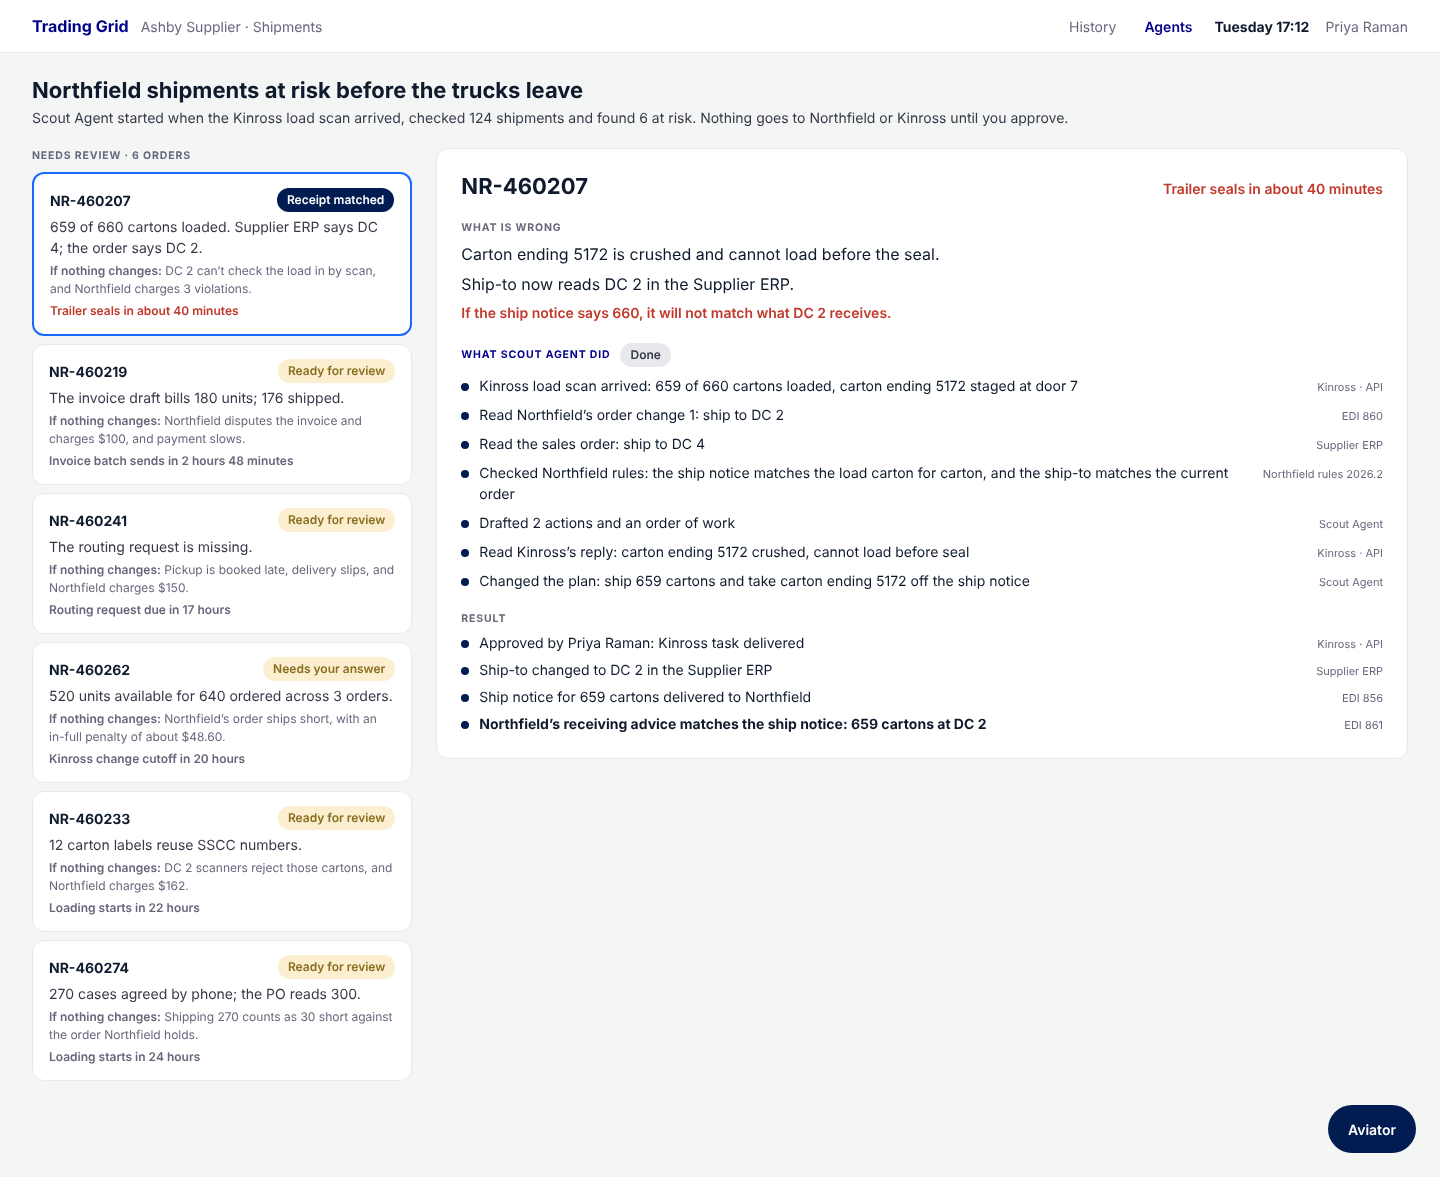 Trading Grid Ashby Supplier · Shipments
History Agents Tuesday 17:12 Priya Raman
Northfield shipments at risk before the trucks leave
Scout Agent started when the Kinross load scan arrived, checked 124 shipments and found 6 at risk. Nothing goes to Northfield or Kinross until you approve.
NEEDS REVIEW · 6 ORDERS
NR-460207 Receipt matched
659 of 660 cartons loaded. Supplier ERP says DC
4; the order says DC 2.
If nothing changes: DC 2 can’t check the load in by scan,
and Northfield charges 3 violations.
Trailer seals in about 40 minutes
NR-460219 Ready for review
The invoice draft bills 180 units; 176 shipped.
If nothing changes: Northfield disputes the invoice and
charges $100, and payment slows.
Invoice batch sends in 2 hours 48 minutes
NR-460241 Ready for review
The routing request is missing.
If nothing changes: Pickup is booked late, delivery slips, and
Northfield charges $150.
Routing request due in 17 hours
NR-460262 Needs your answer
520 units available for 640 ordered across 3 orders.
If nothing changes: Northfield’s order ships short, with an
in-full penalty of about $48.60.
Kinross change cutoff in 20 hours
NR-460233 Ready for review
12 carton labels reuse SSCC numbers.
If nothing changes: DC 2 scanners reject those cartons, and
Northfield charges $162.
Loading starts in 22 hours
NR-460274 Ready for review
270 cases agreed by phone; the PO reads 300.
If nothing changes: Shipping 270 counts as 30 short against
the order Northfield holds.
Loading starts in 24 hours
NR-460207 Trailer seals in about 40 minutes
WHAT IS WRONG
Carton ending 5172 is crushed and cannot load before the seal.
Ship-to now reads DC 2 in the Supplier ERP.
If the ship notice says 660, it will not match what DC 2 receives.
WHAT SCOUT AGENT DID Done
Kinross load scan arrived: 659 of 660 cartons loaded, carton ending 5172 staged at door 7 Kinross · API
Read Northfield’s order change 1: ship to DC 2 EDI 860
Read the sales order: ship to DC 4 Supplier ERP
Checked Northfield rules: the ship notice matches the load carton for carton, and the ship-to matches the current Northfield rules 2026.2
order
Drafted 2 actions and an order of work Scout Agent
Read Kinross’s reply: carton ending 5172 crushed, cannot load before seal Kinross · API
Changed the plan: ship 659 cartons and take carton ending 5172 off the ship notice Scout Agent
RESULT
Approved by Priya Raman: Kinross task delivered Kinross · API
Ship-to changed to DC 2 in the Supplier ERP Supplier ERP
Ship notice for 659 cartons delivered to Northfield EDI 856
Northfield’s receiving advice matches the ship notice: 659 cartons at DC 2 EDI 861
Aviator